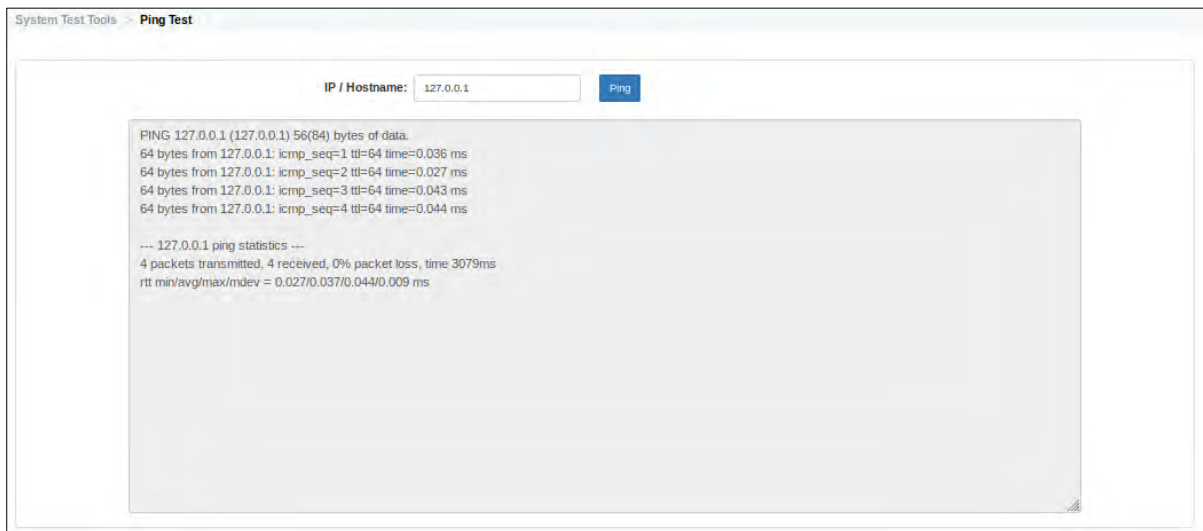 System Test Tools > Ping Test
IP / Hostname: 127.0.0.1 Ping
PING 127.0.0.1 (127.0.0.1) 56(84) bytes of data.
64 bytes from 127.0.0.1: icmp_seq=1 ttl=64 time=0.036 ms
64 bytes from 127.0.0.1: icmp_seq=2 ttl=64 time=0.027 ms
64 bytes from 127.0.0.1: icmp_seq=3 ttl=64 time=0.043 ms
64 bytes from 127.0.0.1: icmp_seq=4 ttl=64 time=0.044 ms
--- 127.0.0.1 ping statistics ---
4 packets transmitted, 4 received, 0% packet loss, time 3079ms
rtt min/avg/max/mdev = 0.027/0.037/0.044/0.009 ms